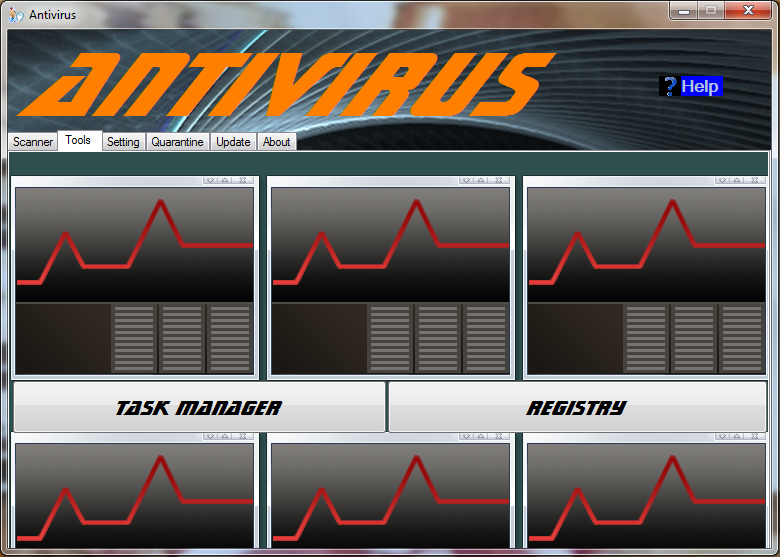 Antivirus
ANTIVIRUS
? Help
Scanner Tools Setting Quarantine Update About
TASK MANAGER REGISTRY